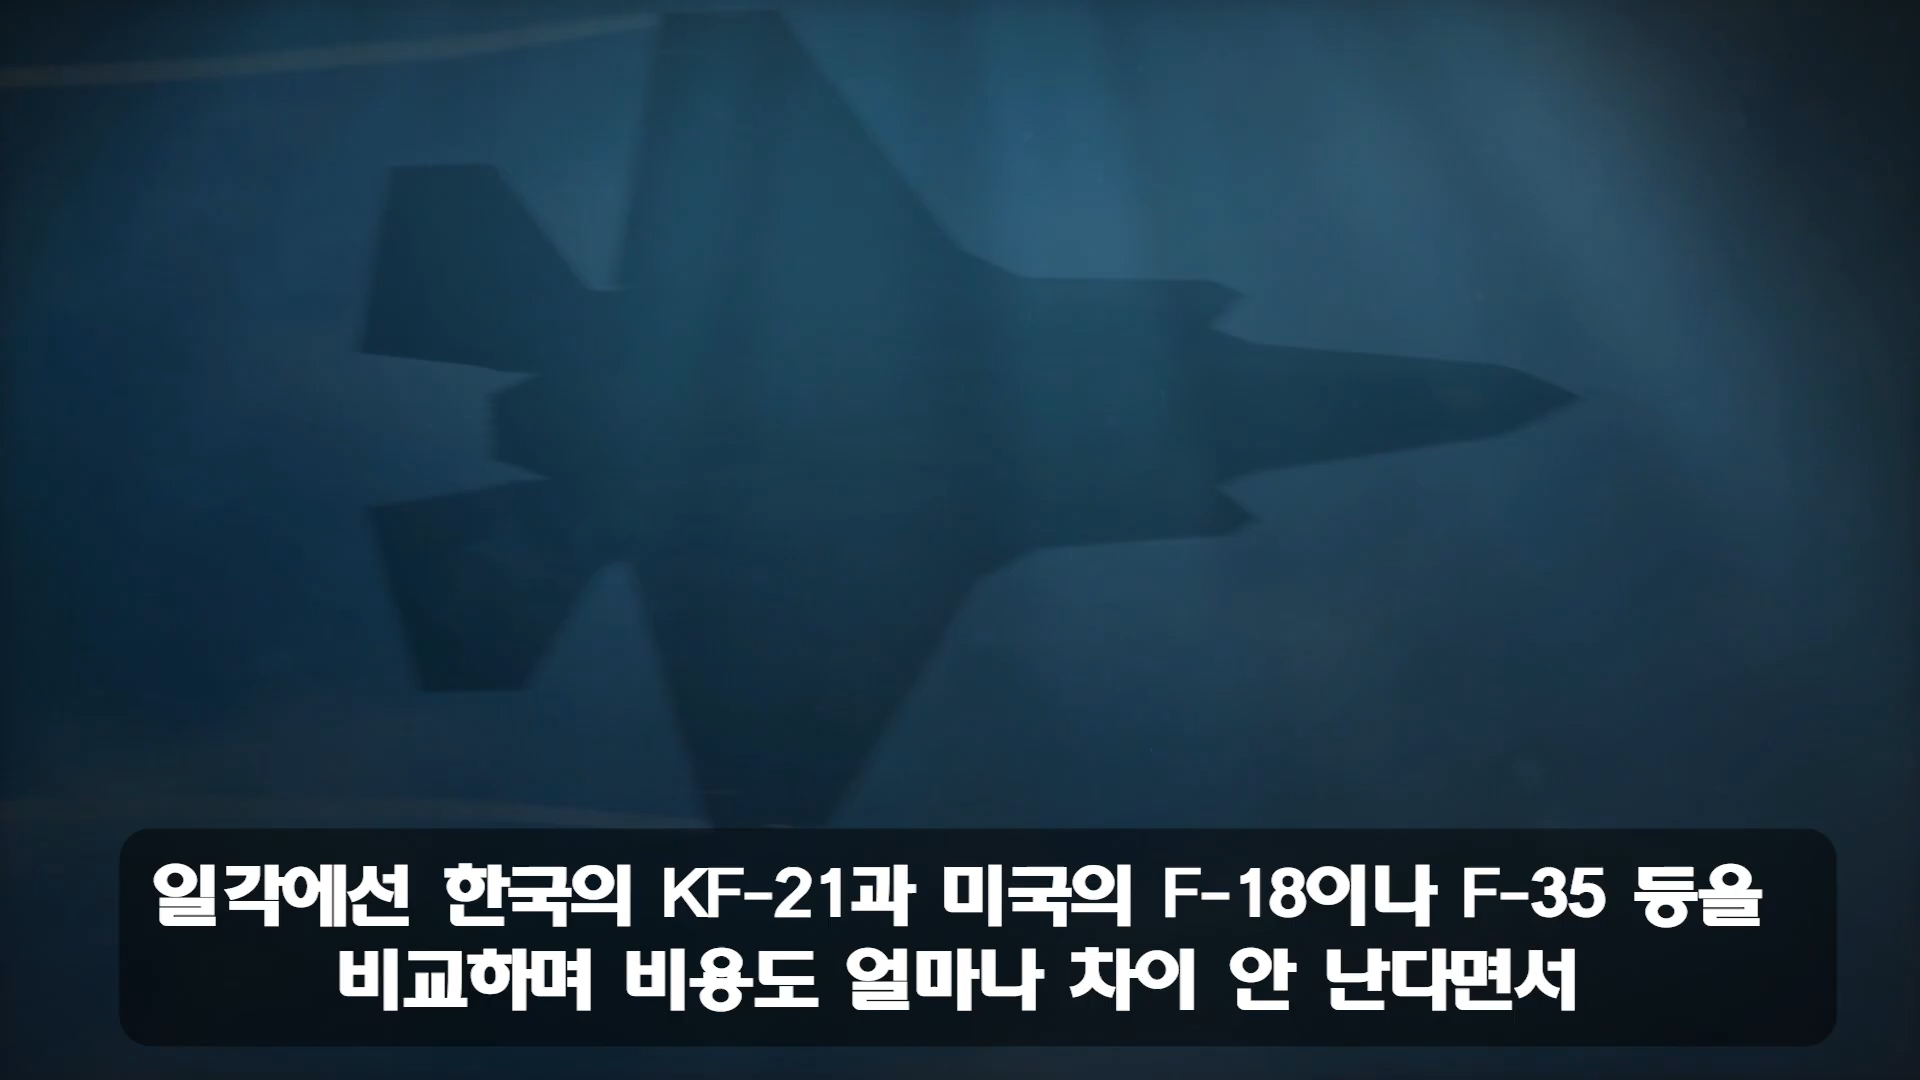 일각에선 한국의 KF-21과 미국의 F-18이나 F-35 등을
비교하며 비용도 얼마나 차이 안 난다면서